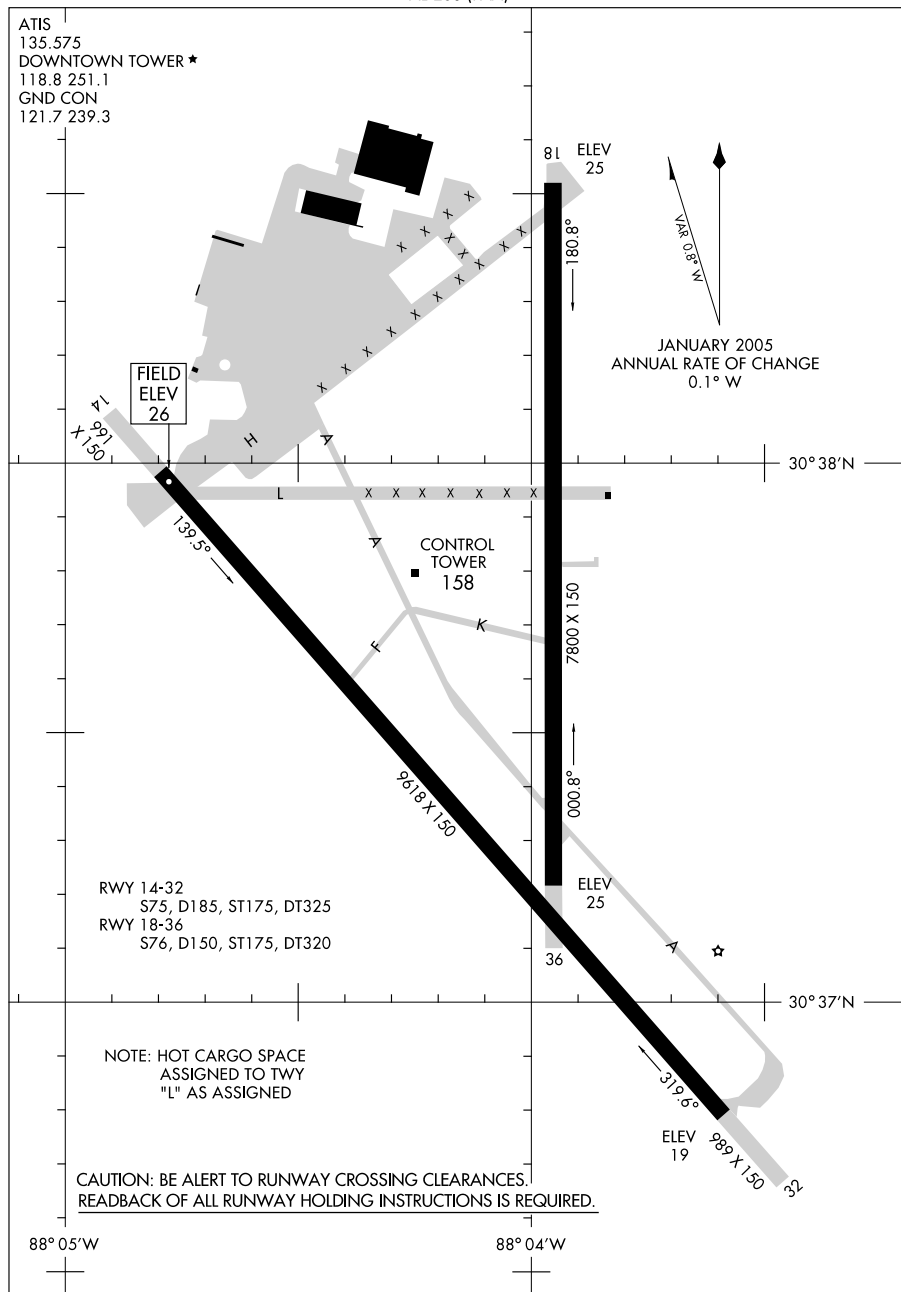 ATIS
135.575
DOWNTOWN TOWER ★
118.8 251.1
GND CON
121.7 239.3
18
ELEV
25
180.8°
VAR 0.8° W
JANUARY 2005
ANNUAL RATE OF CHANGE
0.1° W
FIELD
ELEV
26
14
991
X 150
H
A
30° 38'N
L
X X X X X X X
139.5°
A
CONTROL
TOWER
158
K
F
7800 X 150
000.8°
9618 X 150
RWY 14-32
S75, D185, ST175, DT325
RWY 18-36
S76, D150, ST175, DT320
ELEV
25
36
A
30° 37'N
NOTE: HOT CARGO SPACE
ASSIGNED TO TWY
"L" AS ASSIGNED
319.6°
ELEV
19
989 X 150
32
CAUTION: BE ALERT TO RUNWAY CROSSING CLEARANCES.
READBACK OF ALL RUNWAY HOLDING INSTRUCTIONS IS REQUIRED.
88° 05'W
88° 04'W